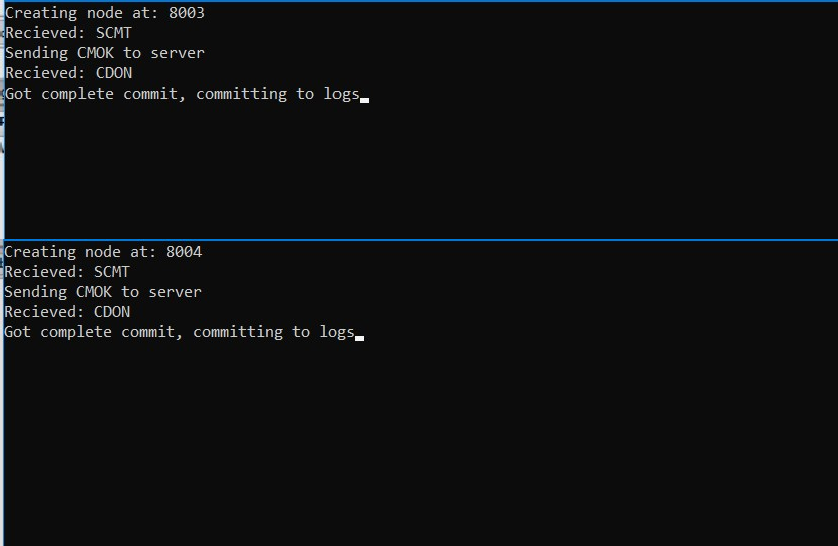 Creating node at: 8003
Recieved: SCMT
Sending CMOK to server
Recieved: CDON
Got complete commit, committing to logs
Creating node at: 8004
Recieved: SCMT
Sending CMOK to server
Recieved: CDON
Got complete commit, committing to logs